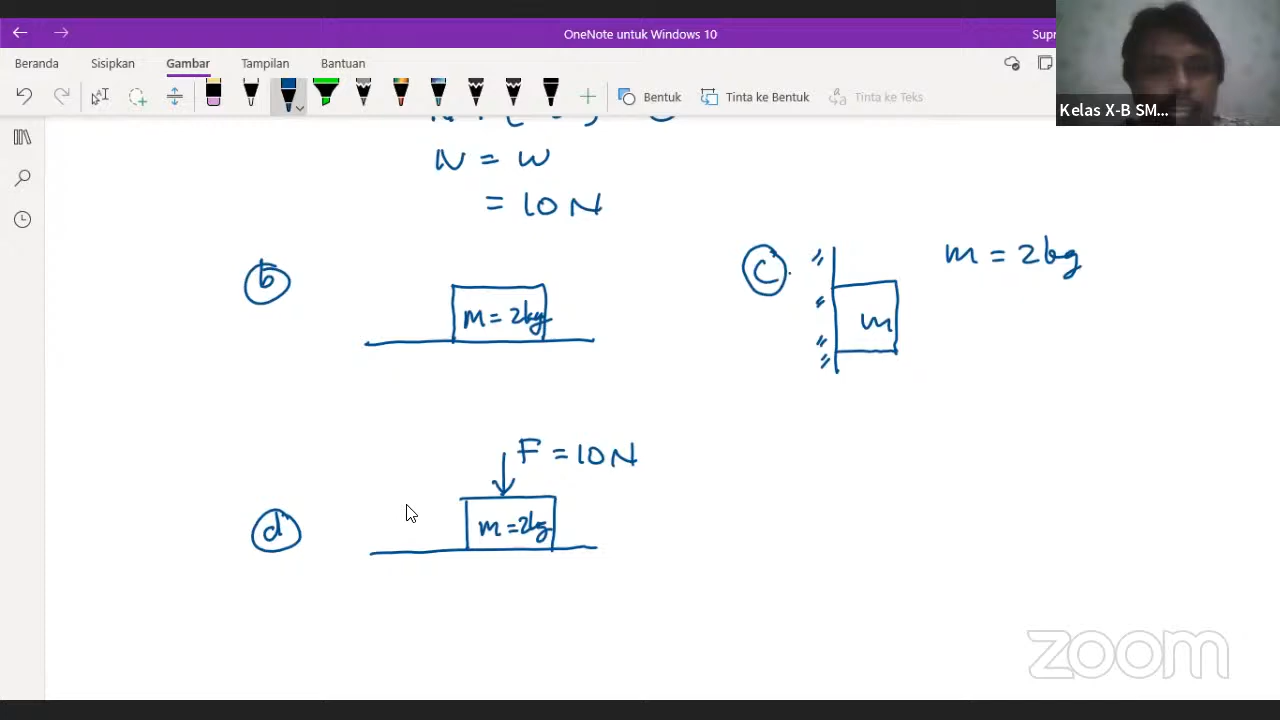 OneNote untuk Windows 10
Supr
Beranda Sisipkan Gambar Tampilan Bantuan
Bentuk Tinta ke Bentuk Tinta ke Teks
Kelas X-B SM...
N = w
= 10 N
b
m = 2kg
c
m
m = 2kg
F = 10 N
d
m = 2kg
zoom